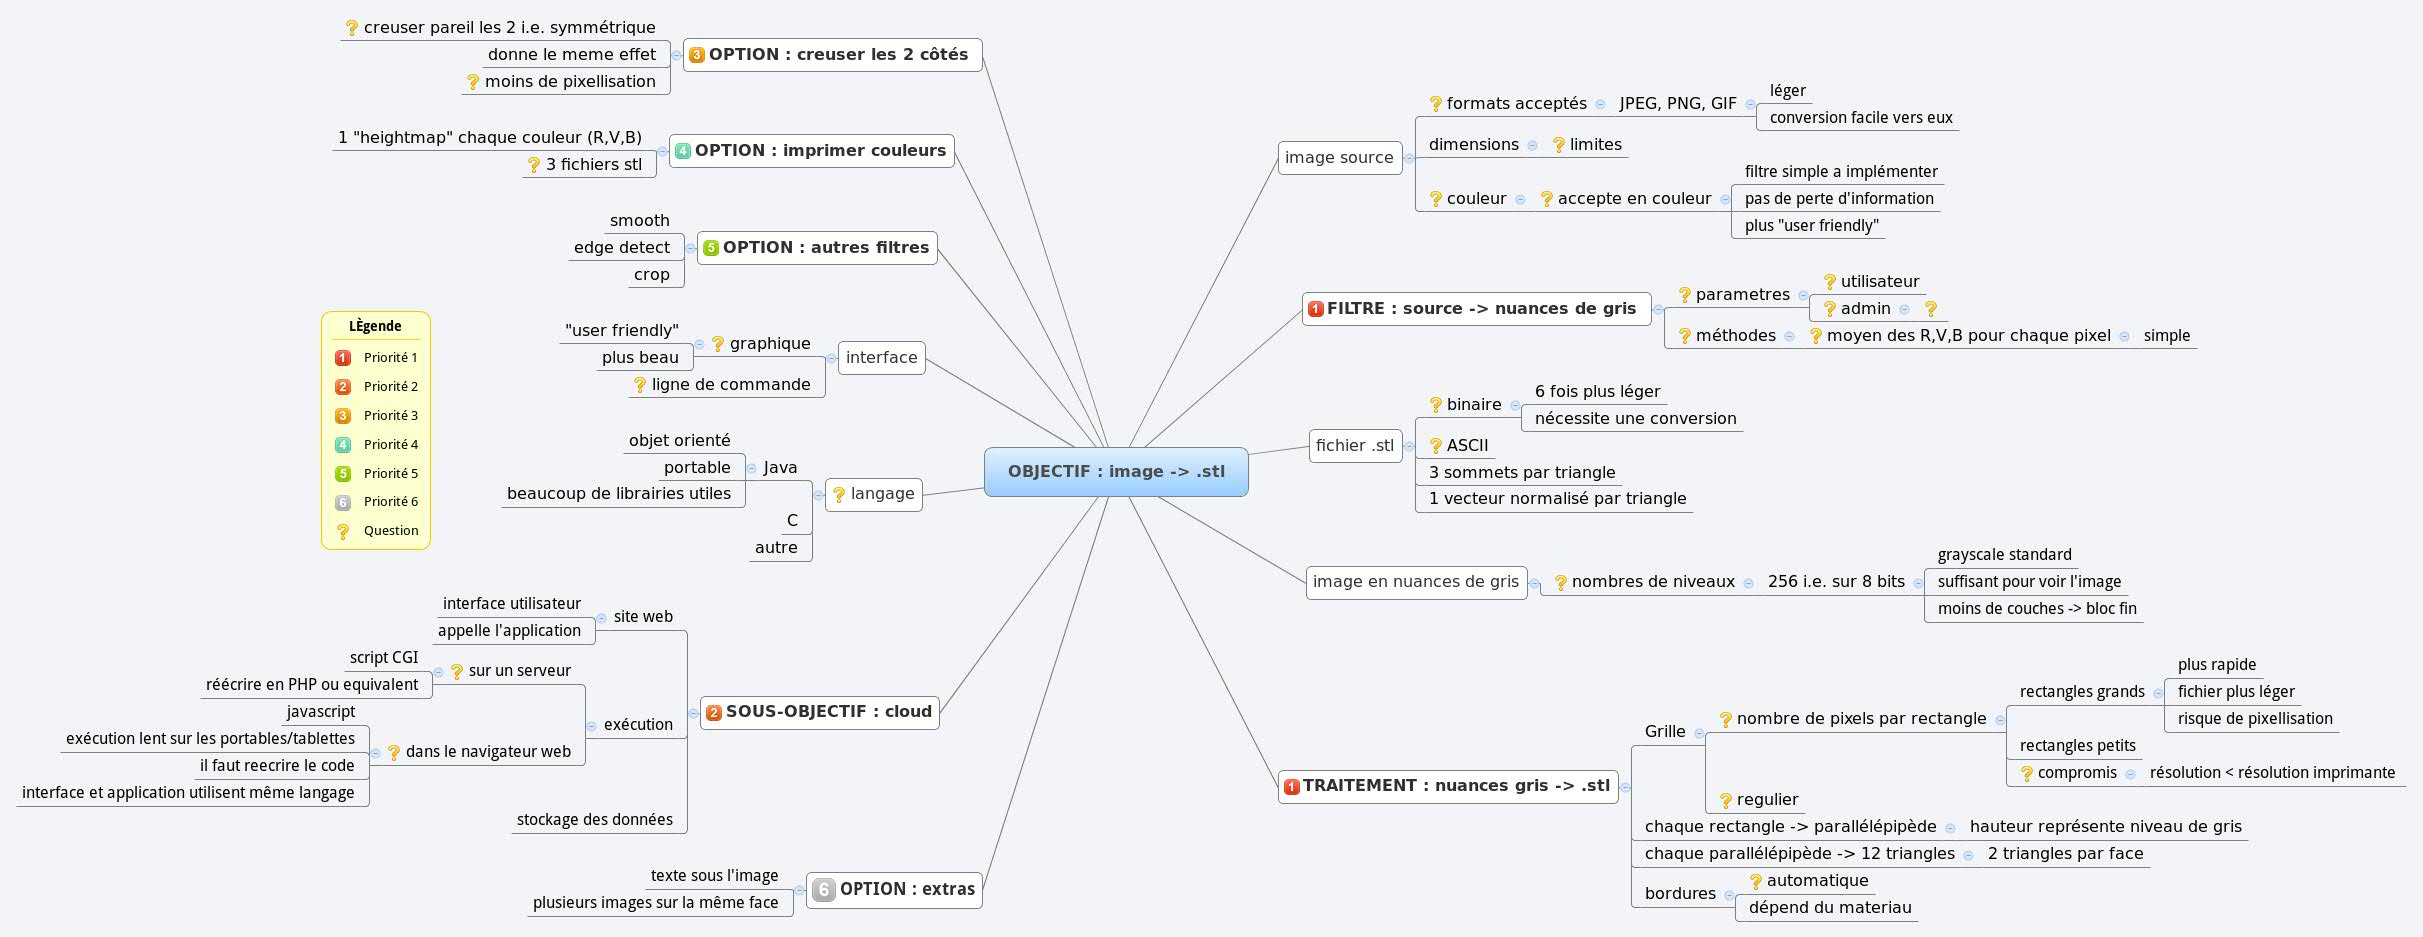 OBJECTIF : image -> .stl
image source
formats acceptés
JPEG, PNG, GIF
léger
conversion facile vers eux
dimensions
limites
couleur
accepte en couleur
filtre simple a implémenter
pas de perte d'information
plus "user friendly"
1 FILTRE : source -> nuances de gris
? parametres
? utilisateur
? admin
?
? méthodes
? moyen des R,V,B pour chaque pixel
simple
fichier .stl
? binaire
6 fois plus léger
nécessite une conversion
? ASCII
3 sommets par triangle
1 vecteur normalisé par triangle
image en nuances de gris
? nombres de niveaux
256 i.e. sur 8 bits
grayscale standard
suffisant pour voir l'image
moins de couches -> bloc fin
1 TRAITEMENT : nuances gris -> .stl
Grille
? nombre de pixels par rectangle
rectangles grands
plus rapide
fichier plus léger
risque de pixellisation
rectangles petits
? compromis
résolution < résolution imprimante
? regulier
chaque rectangle -> parallélépipède
hauteur représente niveau de gris
chaque parallélépipède -> 12 triangles
2 triangles par face
bordures
? automatique
dépend du materiau
3 OPTION : creuser les 2 côtés
? creuser pareil les 2 i.e. symmétrique
donne le meme effet
? moins de pixellisation
4 OPTION : imprimer couleurs
1 "heightmap" chaque couleur (R,V,B)
? 3 fichiers stl
5 OPTION : autres filtres
smooth
edge detect
crop
interface
? graphique
"user friendly"
plus beau
? ligne de commande
? langage
Java
objet orienté
portable
beaucoup de librairies utiles
C
autre
2 SOUS-OBJECTIF : cloud
site web
interface utilisateur
appelle l'application
exécution
? sur un serveur
script CGI
réécrire en PHP ou equivalent
? dans le navigateur web
javascript
exécution lent sur les portables/tablettes
il faut reecrire le code
interface et application utilisent même langage
stockage des données
6 OPTION : extras
texte sous l'image
plusieurs images sur la même face
LÈgende
1 Priorité 1
2 Priorité 2
3 Priorité 3
4 Priorité 4
5 Priorité 5
6 Priorité 6
? Question